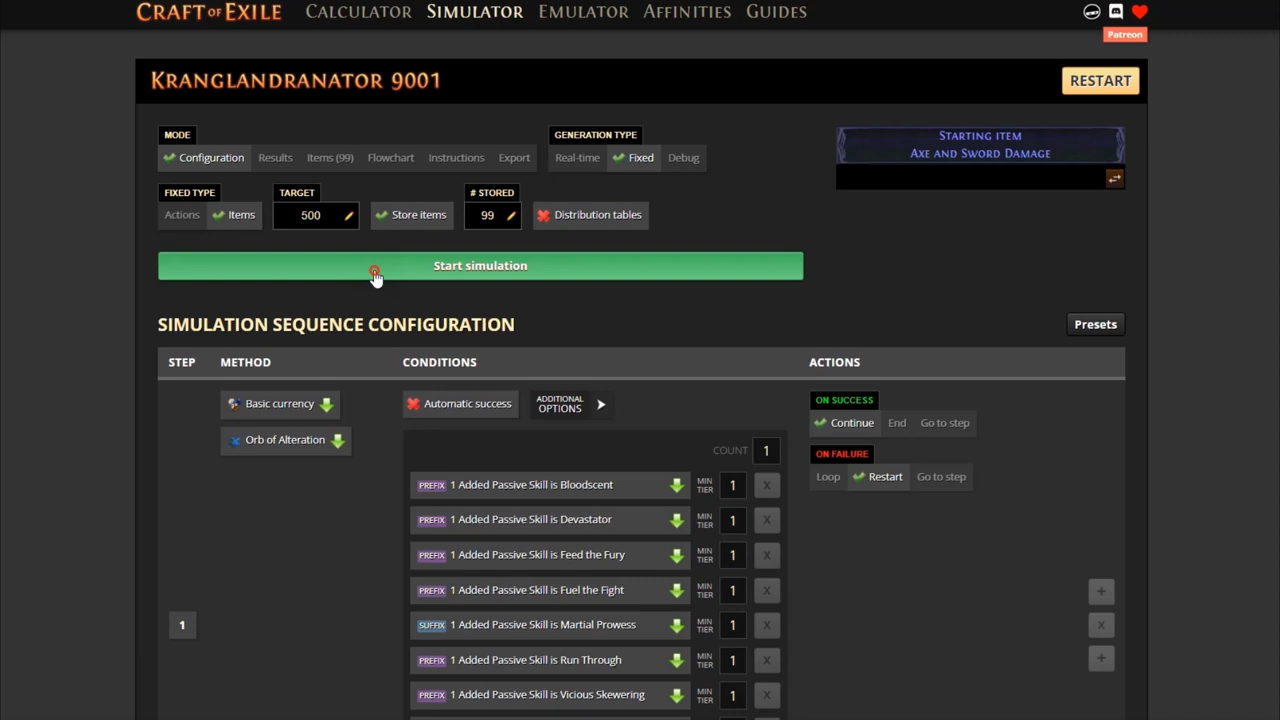 CRAFT OF EXILE CALCULATOR SIMULATOR EMULATOR AFFINITIES GUIDES
Patreon
KRANGLANDRANATOR 9001
RESTART
MODE
GENERATION TYPE
STARTING ITEM
AXE AND SWORD DAMAGE
Configuration Results Items (99) Flowchart Instructions Export
Real-time Fixed Debug
FIXED TYPE
TARGET
# STORED
Actions Items
500
Store items
99
Distribution tables
Start simulation
SIMULATION SEQUENCE CONFIGURATION
Presets
STEP METHOD CONDITIONS ACTIONS
Basic currency
Automatic success
ADDITIONAL
OPTIONS
ON SUCCESS
Continue End Go to step
Orb of Alteration
COUNT 1
ON FAILURE
Loop Restart Go to step
PREFIX 1 Added Passive Skill is Bloodscent MIN TIER 1 X
PREFIX 1 Added Passive Skill is Devastator MIN TIER 1 X
PREFIX 1 Added Passive Skill is Feed the Fury MIN TIER 1 X
PREFIX 1 Added Passive Skill is Fuel the Fight MIN TIER 1 X
+
1
SUFFIX 1 Added Passive Skill is Martial Prowess MIN TIER 1 X
X
PREFIX 1 Added Passive Skill is Run Through MIN TIER 1 X
+
PREFIX 1 Added Passive Skill is Vicious Skewering MIN TIER 1 X